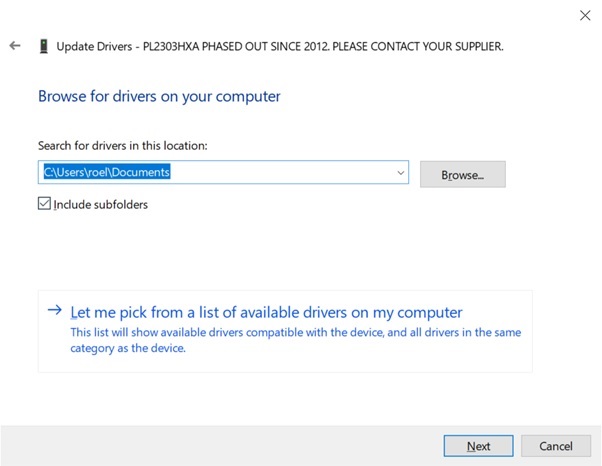 Update Drivers - PL2303HXA PHASED OUT SINCE 2012. PLEASE CONTACT YOUR SUPPLIER.
Browse for drivers on your computer
Search for drivers in this location:
C:\Users\roel\Documents
Browse...
Include subfolders
Let me pick from a list of available drivers on my computer
This list will show available drivers compatible with the device, and all drivers in the same
category as the device.
Next
Cancel